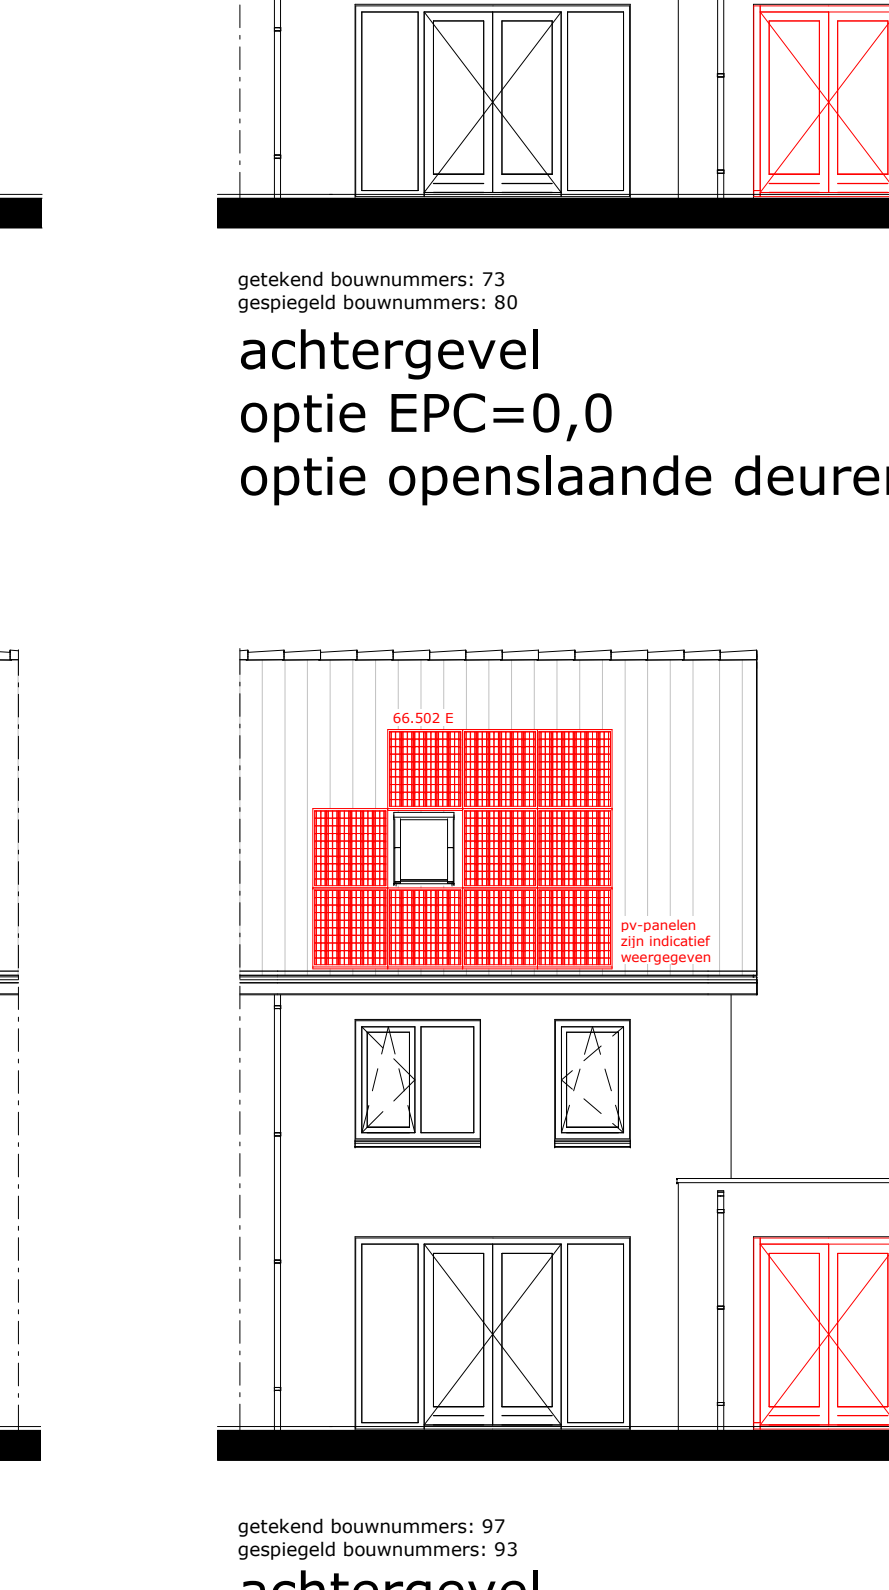 getekend bouwnummers: 73
gespiegeld bouwnummers: 80
achtergevel
optie EPC=0,0
optie openslaande
66.502 E
pv-panelen
zijn indicatief
weergegeven
getekend bouwnummers: 97
gespiegeld bouwnummers: 93
achtergevel